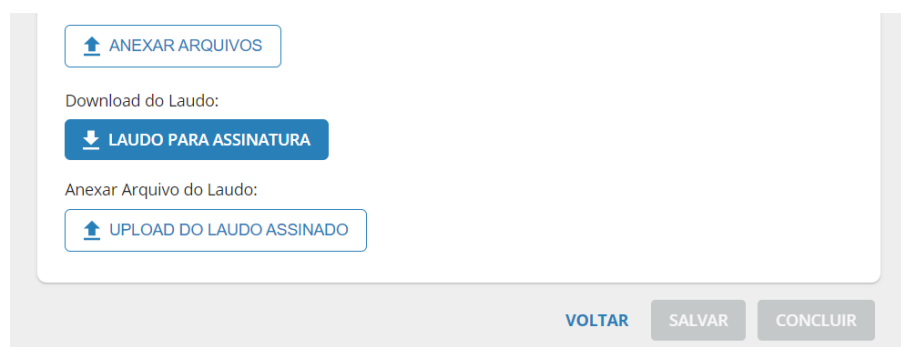 ANEXAR ARQUIVOS
Download do Laudo:
LAUDO PARA ASSINATURA
Anexar Arquivo do Laudo:
UPLOAD DO LAUDO ASSINADO
VOLTAR SALVAR CONCLUIR